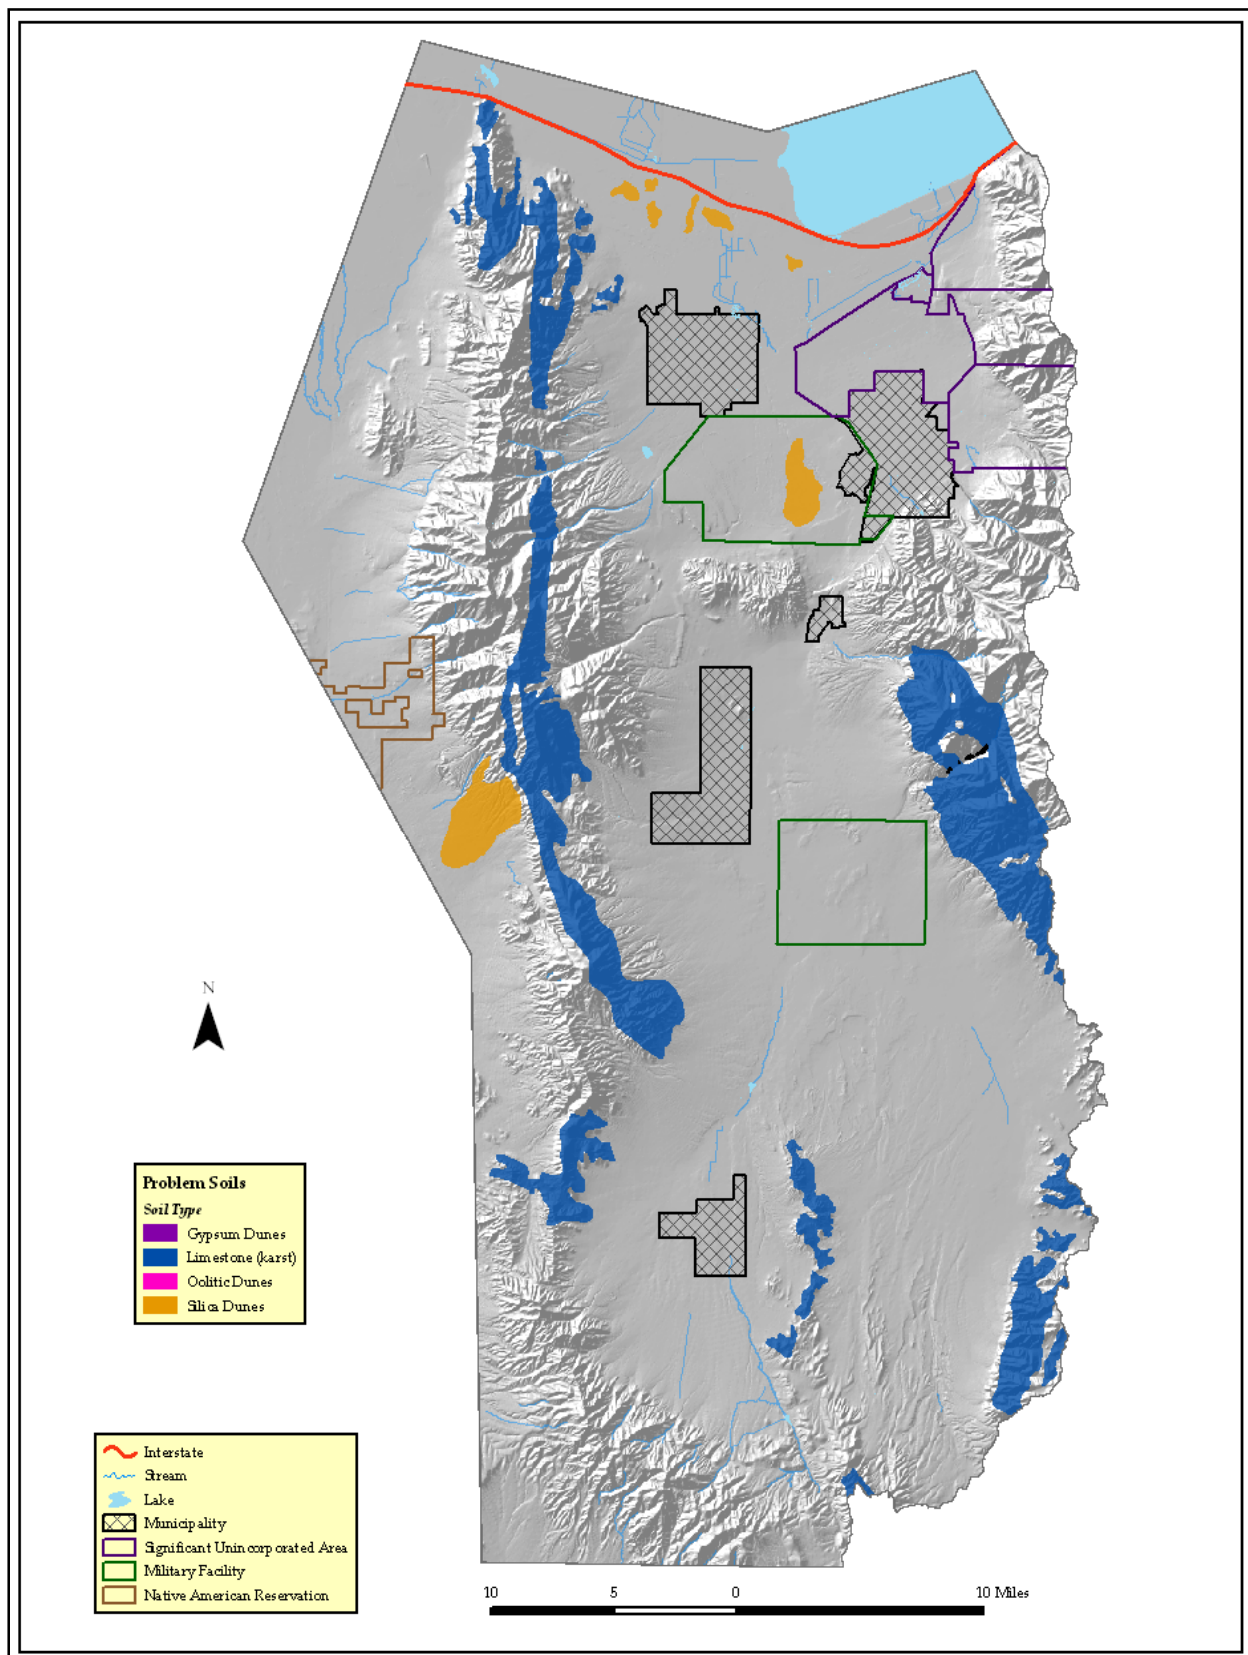 N
Problem Soils
Soil Type
Gypsum Dunes
Limestone (karst)
Oolitic Dunes
Silica Dunes
Interstate
Stream
Lake
Municipality
Significant Unincorporated Area
Military Facility
Native American Reservation
10 5 0 10 Miles